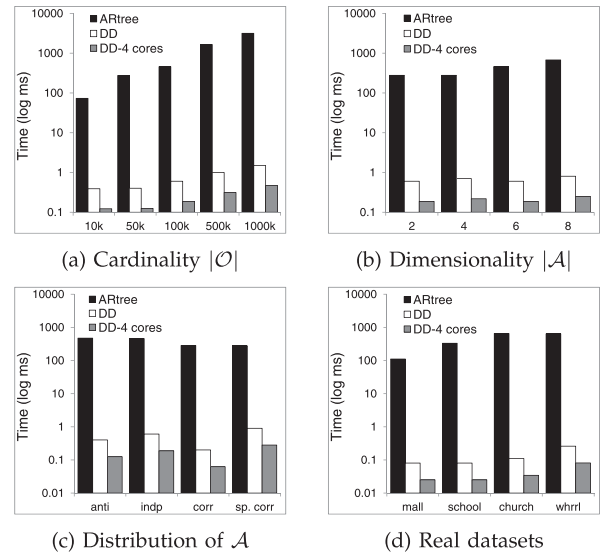 10000
1000
100
10
1
0.1
Time (log ms)
ARtree
DD
DD-4 cores
10k 50k 100k 500k 1000k
(a) Cardinality |𝒪|
10000
1000
100
10
1
0.1
Time (log ms)
ARtree
DD
DD-4 cores
2 4 6 8
(b) Dimensionality |𝒜|
10000
1000
100
10
1
0.1
0.01
Time (log ms)
ARtree
DD
DD-4 cores
anti indp corr sp. corr
(c) Distribution of 𝒜
10000
1000
100
10
1
0.1
0.01
Time (log ms)
ARtree
DD
DD-4 cores
mall school church whrrl
(d) Real datasets